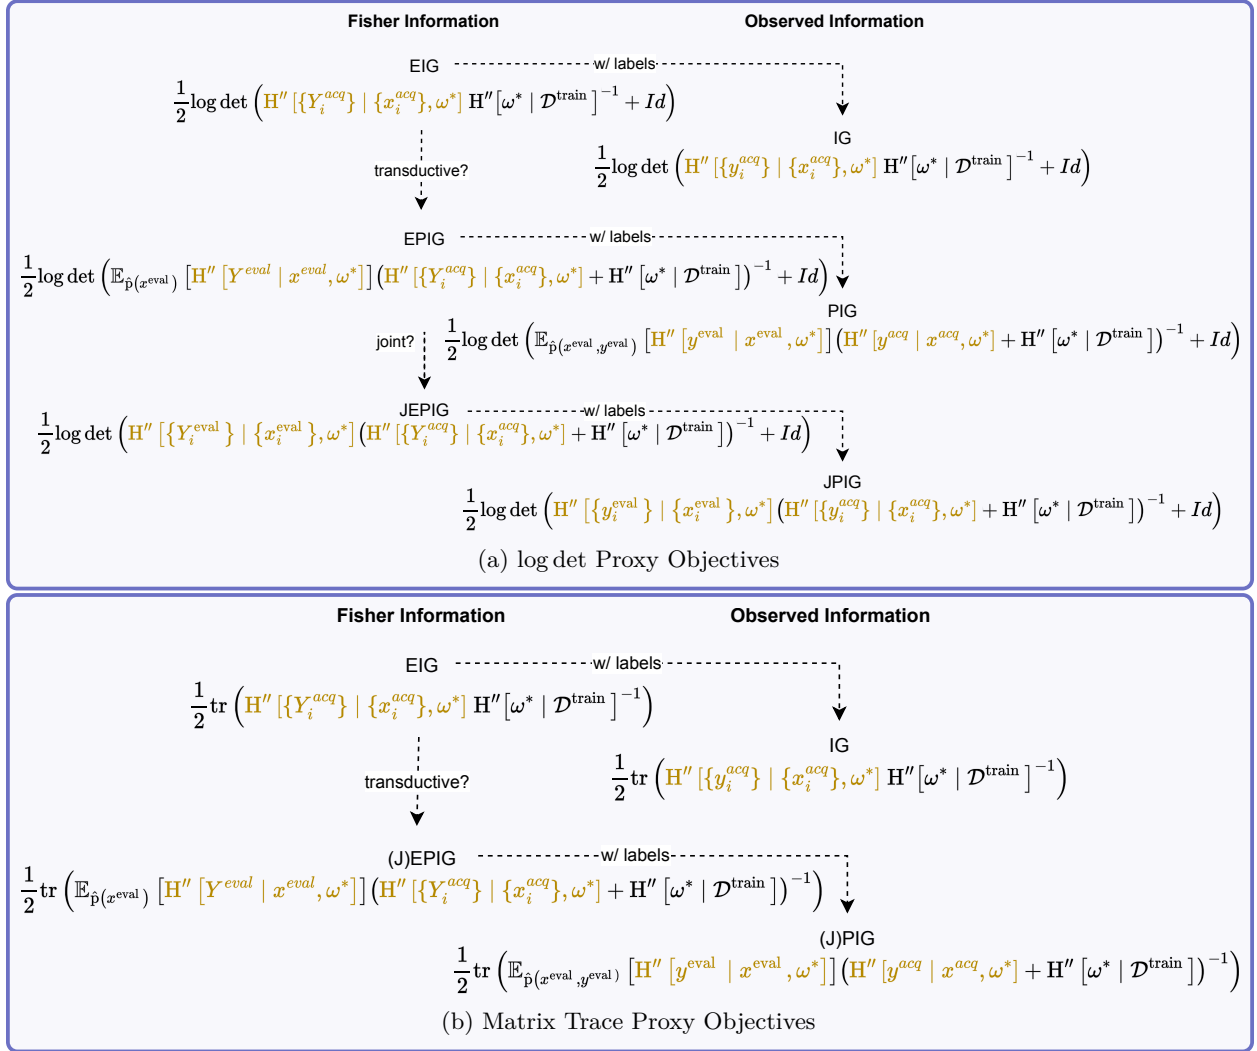 Fisher Information Observed Information
EIG w/ labels
1/2 log det (H″ [{Y_i^acq} | {x_i^acq}, ω*] H″[ω* | 𝒟^train]^−1 + Id)
IG
transductive?
1/2 log det (H″ [{y_i^acq} | {x_i^acq}, ω*] H″[ω* | 𝒟^train]^−1 + Id)
EPIG w/ labels
1/2 log det (𝔼_p̂(x^eval) [H″ [Y^eval | x^eval, ω*]] (H″ [{Y_i^acq} | {x_i^acq}, ω*] + H″ [ω* | 𝒟^train])^−1 + Id)
PIG
joint?
1/2 log det (𝔼_p̂(x^eval, y^eval) [H″ [y^eval | x^eval, ω*]] (H″ [y^acq | x^acq, ω*] + H″ [ω* | 𝒟^train])^−1 + Id)
JEPIG w/ labels
1/2 log det (H″ [{Y_i^eval} | {x_i^eval}, ω*] (H″ [{Y_i^acq} | {x_i^acq}, ω*] + H″ [ω* | 𝒟^train])^−1 + Id)
JPIG
1/2 log det (H″ [{y_i^eval} | {x_i^eval}, ω*] (H″ [{y_i^acq} | {x_i^acq}, ω*] + H″ [ω* | 𝒟^train])^−1 + Id)
(a) log det Proxy Objectives
Fisher Information Observed Information
EIG w/ labels
1/2 tr (H″ [{Y_i^acq} | {x_i^acq}, ω*] H″[ω* | 𝒟^train]^−1)
IG
transductive?
1/2 tr (H″ [{y_i^acq} | {x_i^acq}, ω*] H″[ω* | 𝒟^train]^−1)
(J)EPIG w/ labels
1/2 tr (𝔼_p̂(x^eval) [H″ [Y^eval | x^eval, ω*]] (H″ [{Y_i^acq} | {x_i^acq}, ω*] + H″ [ω* | 𝒟^train])^−1)
(J)PIG
1/2 tr (𝔼_p̂(x^eval, y^eval) [H″ [y^eval | x^eval, ω*]] (H″ [y^acq | x^acq, ω*] + H″ [ω* | 𝒟^train])^−1)
(b) Matrix Trace Proxy Objectives